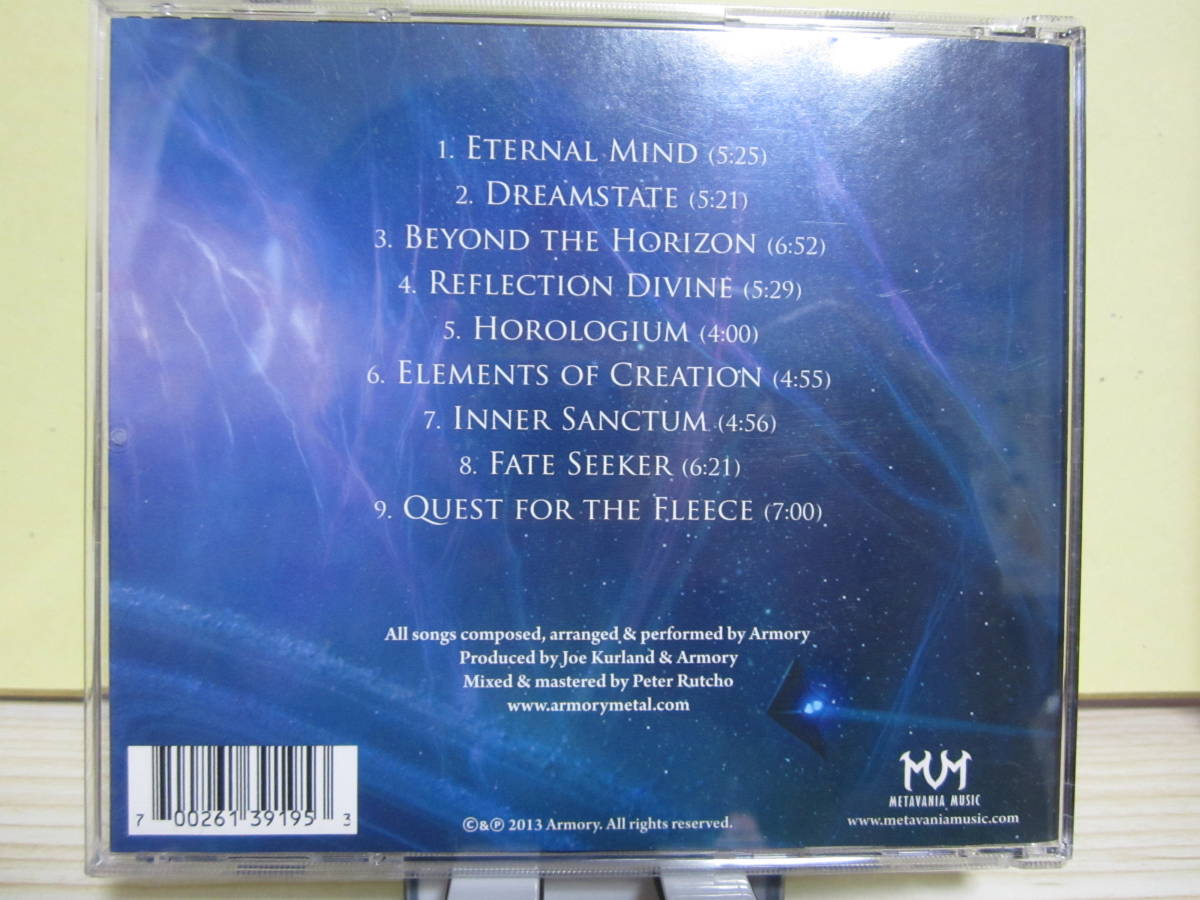 1. Eternal Mind (5:25)
2. Dreamstate (5:21)
3. Beyond the Horizon (6:52)
4. Reflection Divine (5:29)
5. Horologium (4:00)
6. Elements of Creation (4:55)
7. Inner Sanctum (4:56)
8. Fate Seeker (6:21)
9. Quest for the Fleece (7:00)
All songs composed, arranged & performed by Armory
Produced by Joe Kurland & Armory
Mixed & mastered by Peter Rutcho
www.armorymetal.com
7 00261 39195 3
©&℗ 2013 Armory. All rights reserved.
MVM
METAVANIA MUSIC
www.metavaniamusic.com